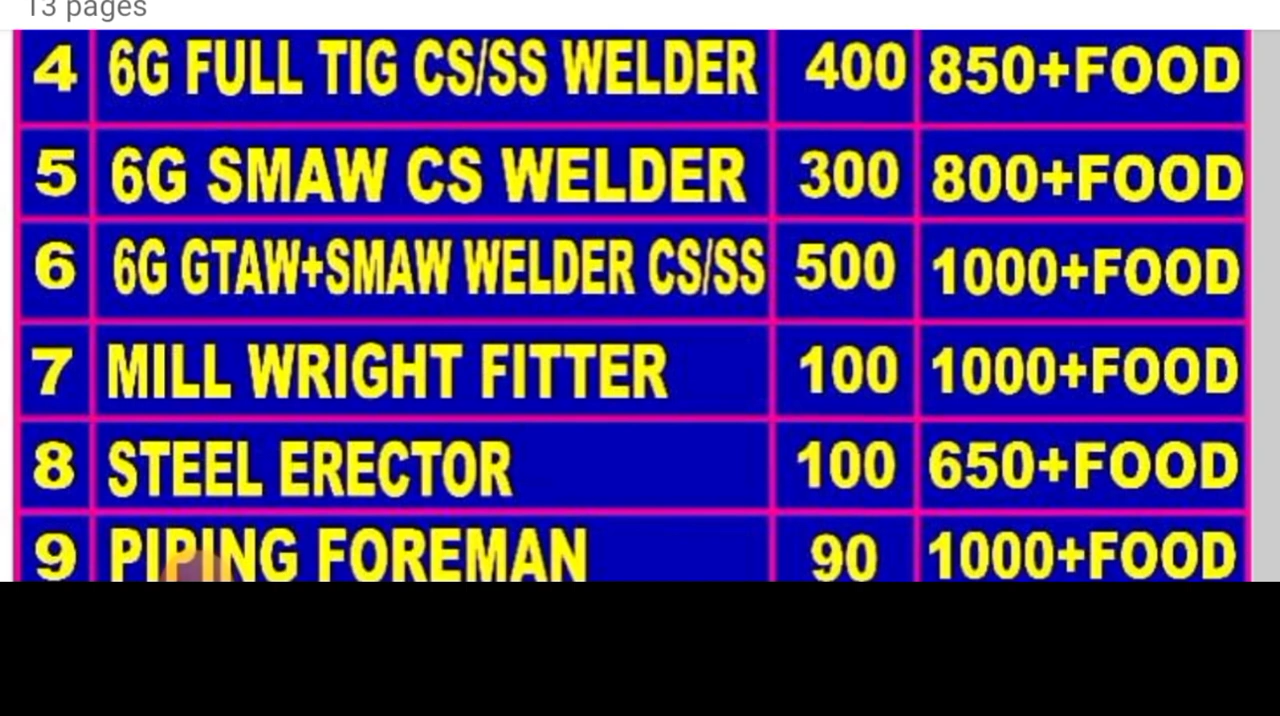 13 pages
4 6G FULL TIG CS/SS WELDER 400 850+FOOD
5 6G SMAW CS WELDER 300 800+FOOD
6 6G GTAW+SMAW WELDER CS/SS 500 1000+FOOD
7 MILL WRIGHT FITTER 100 1000+FOOD
8 STEEL ERECTOR 100 650+FOOD
9 PIPING FOREMAN 90 1000+FOOD